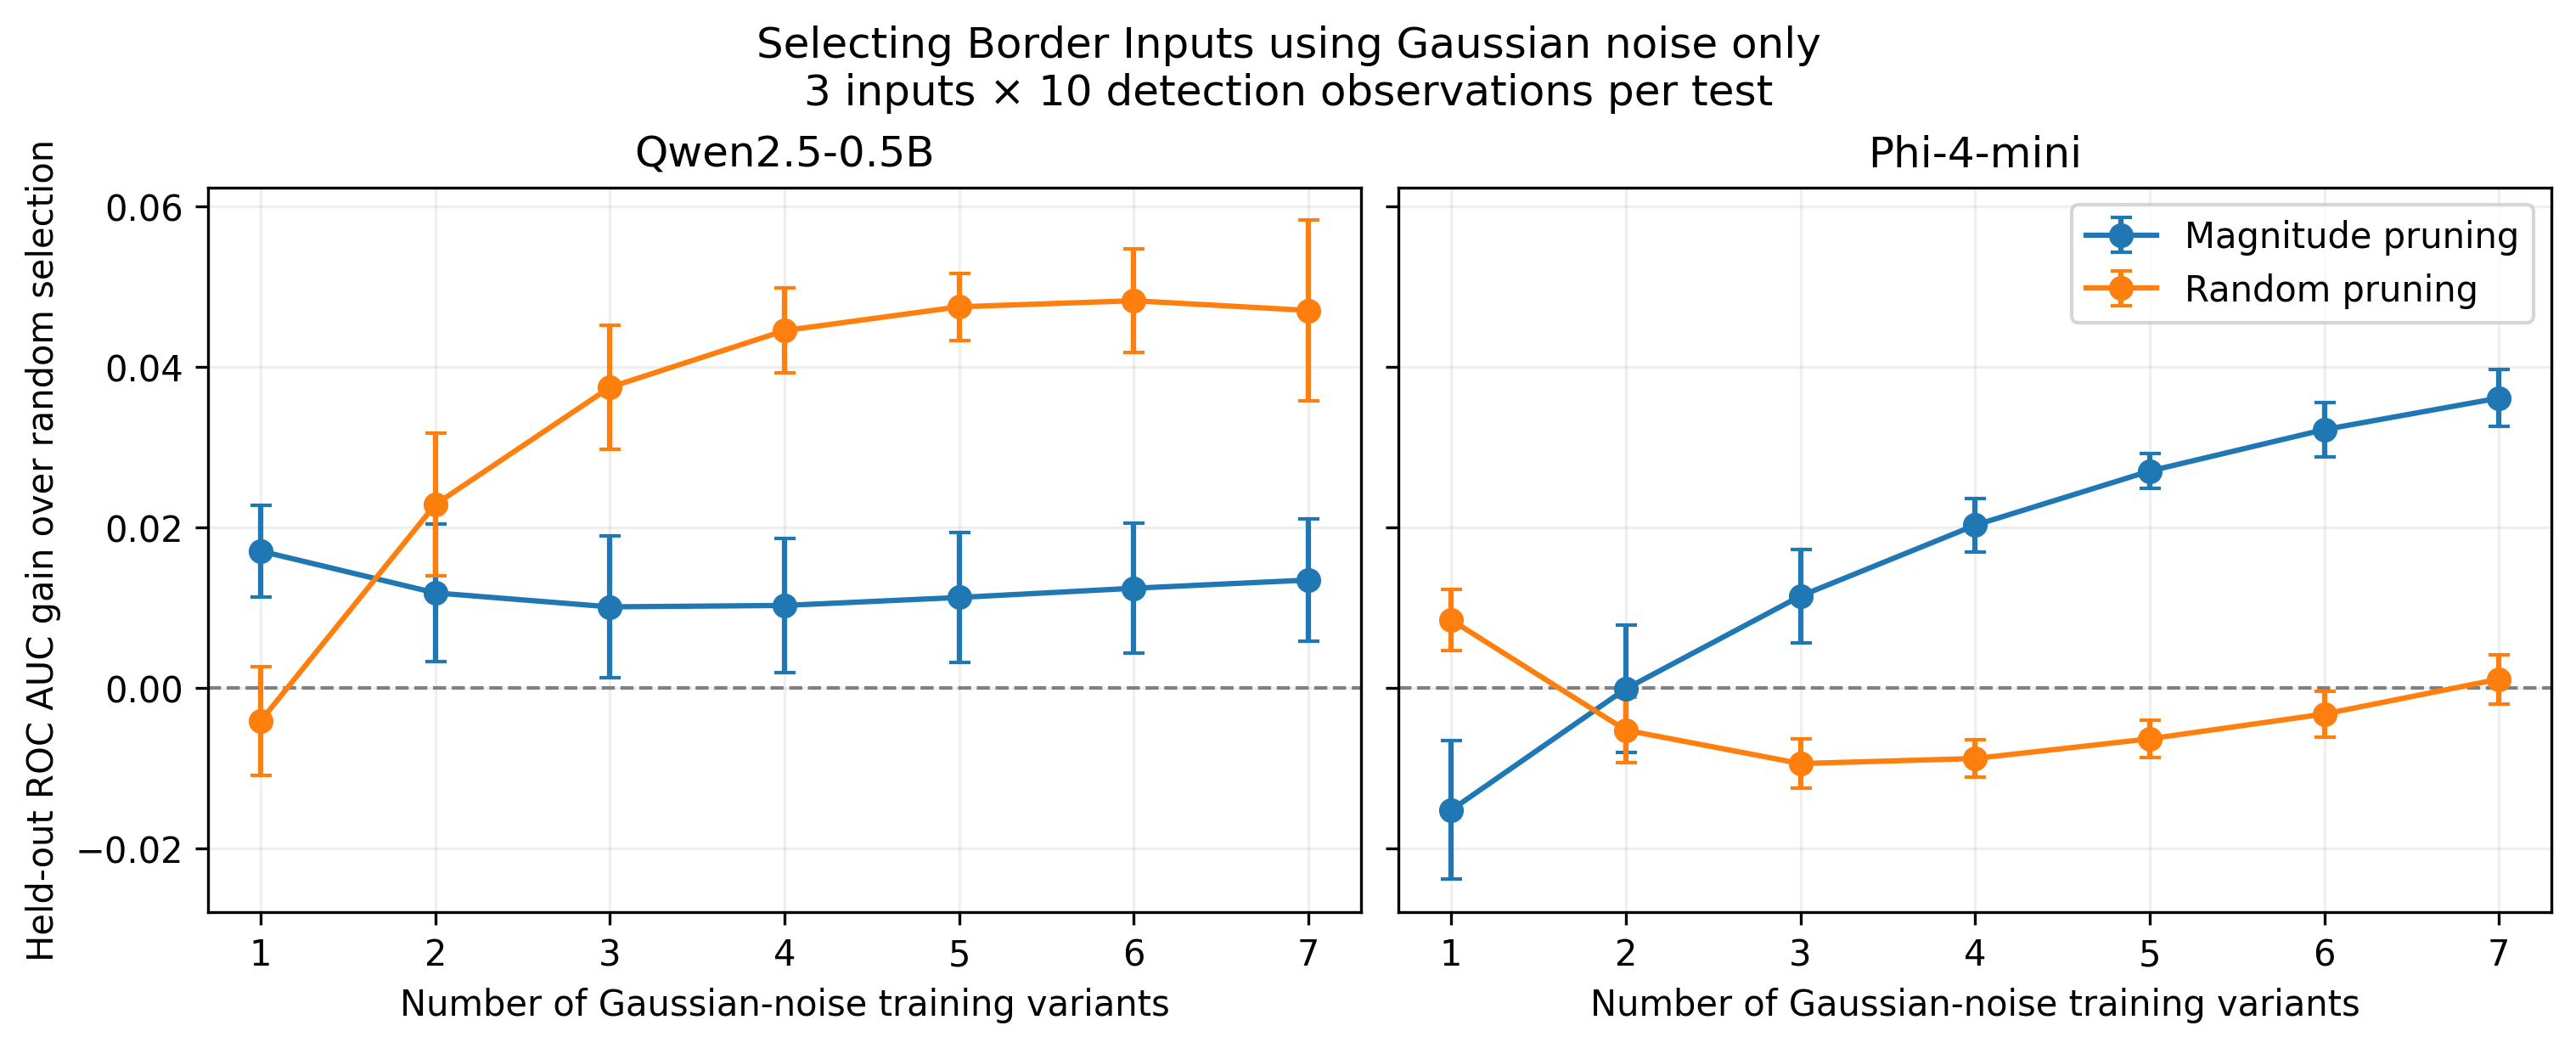 Selecting Border Inputs using Gaussian noise only
3 inputs × 10 detection observations per test
Qwen2.5-0.5B
Phi-4-mini
Held-out ROC AUC gain over random selection
0.06
0.04
0.02
0.00
−0.02
Magnitude pruning
Random pruning
1 2 3 4 5 6 7
1 2 3 4 5 6 7
Number of Gaussian-noise training variants
Number of Gaussian-noise training variants